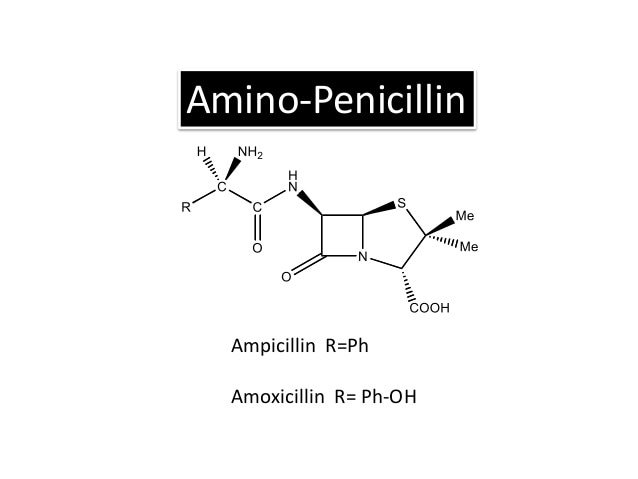 Amino-Penicillin
H NH2
H
N
C
R C S
Me
O Me
O N
COOH
Ampicillin R=Ph
Amoxicillin R= Ph-OH